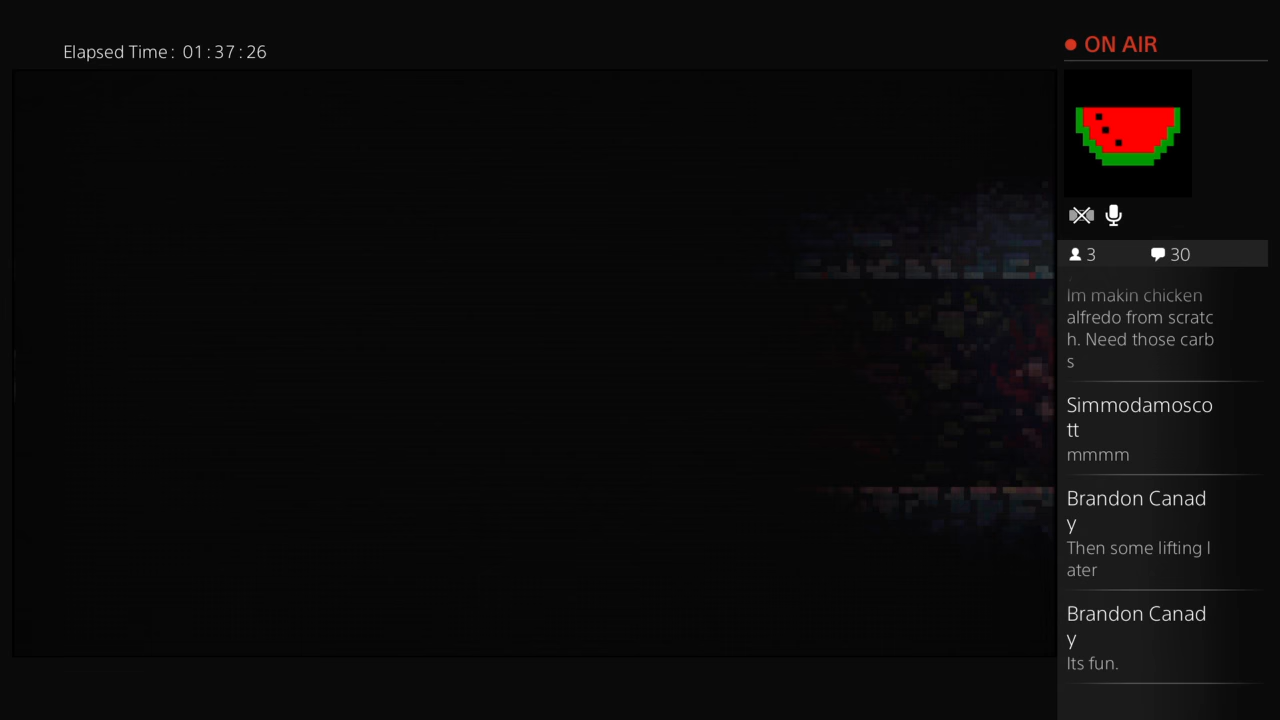 Elapsed Time: 01:37:26
ON AIR
3
30
Im makin chicken
alfredo from scratc
h. Need those carb
s
Simmodamosco
tt
mmmm
Brandon Canad
y
Then some lifting l
ater
Brandon Canad
y
Its fun.